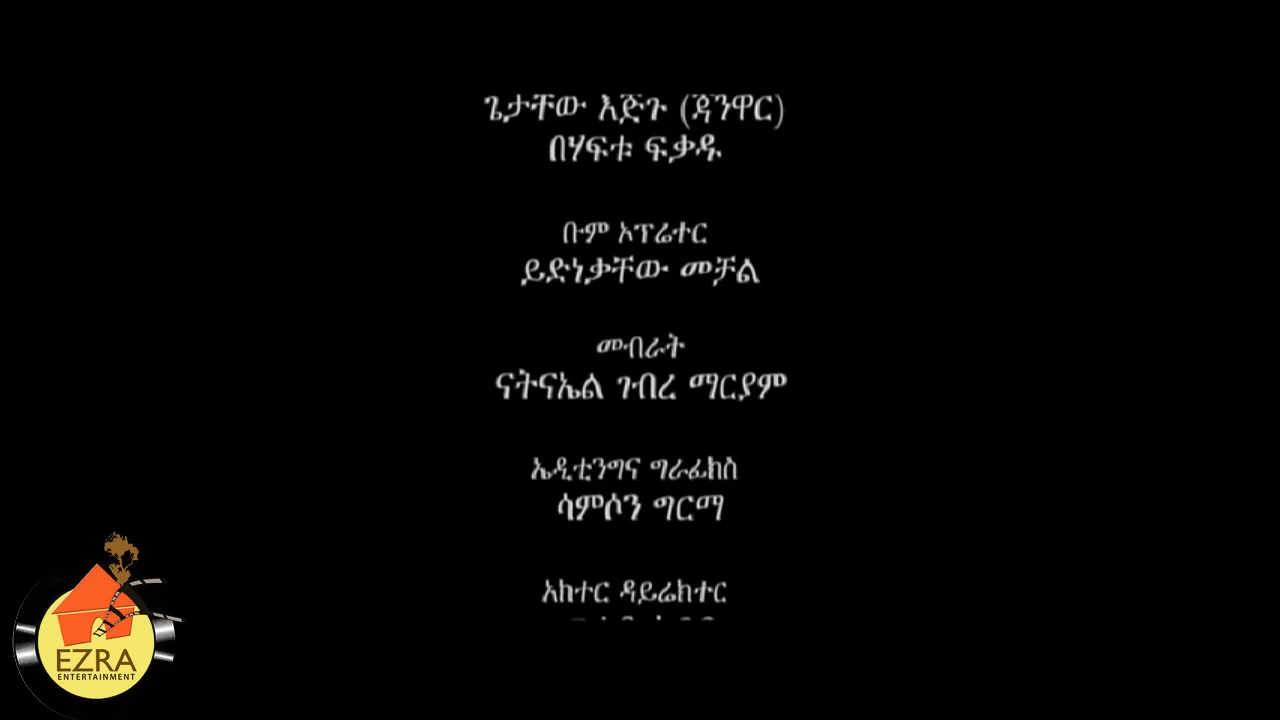 ጌታቸው እጅጉ (ጃንዋር)
በሃፍቱ ፍቃዱ
ቡም ኦፕሬተር
ይድነቃቸው መቻል
መብራት
ናትናኤል ገብረ ማርያም
ኤዲቲንግና ግራፊክስ
ሳምሶን ግርማ
አክተር ዳይሬክተር
EZRA
ENTERTAINMENT